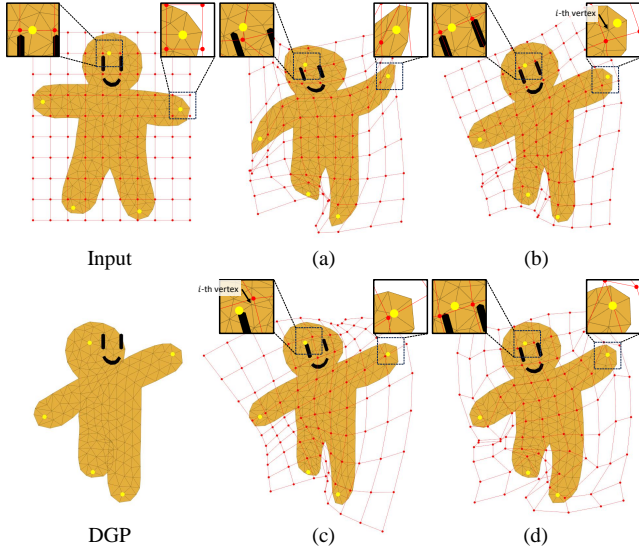 i-th vertex
Input
(a)
(b)
i-th vertex
DGP
(c)
(d)